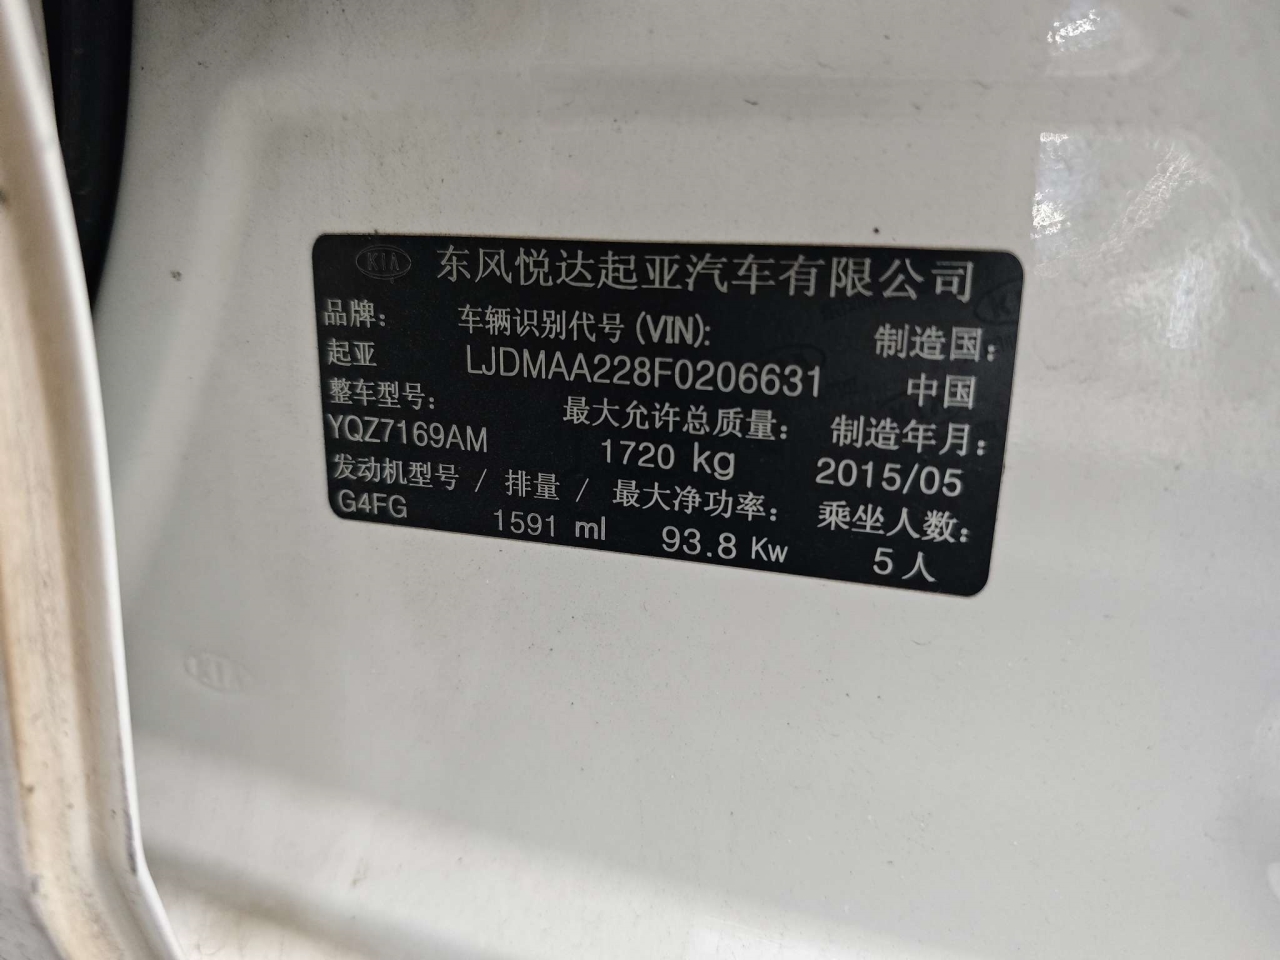 KIA 东风悦达起亚汽车有限公司
品牌: 车辆识别代号(VIN): 制造国:
起亚 LJDMAA228F0206631 中国
整车型号: 最大允许总质量: 制造年月:
YQZ7169AM 1720 kg 2015/05
发动机型号 / 排量 / 最大净功率: 乘坐人数:
G4FG 1591 ml 93.8 Kw 5人
KIA